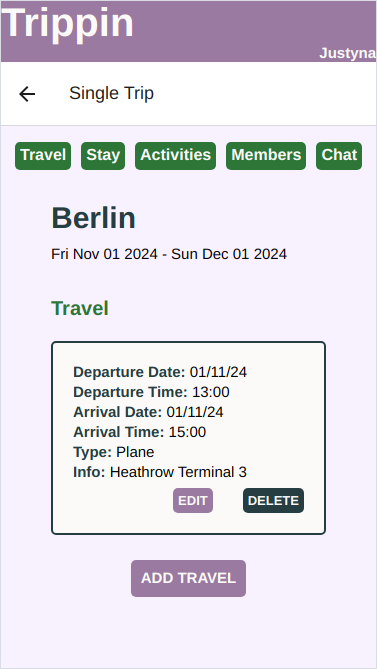 Trippin
Justyna
Single Trip
Travel Stay Activities Members Chat
Berlin
Fri Nov 01 2024 - Sun Dec 01 2024
Travel
Departure Date: 01/11/24
Departure Time: 13:00
Arrival Date: 01/11/24
Arrival Time: 15:00
Type: Plane
Info: Heathrow Terminal 3
EDIT DELETE
ADD TRAVEL